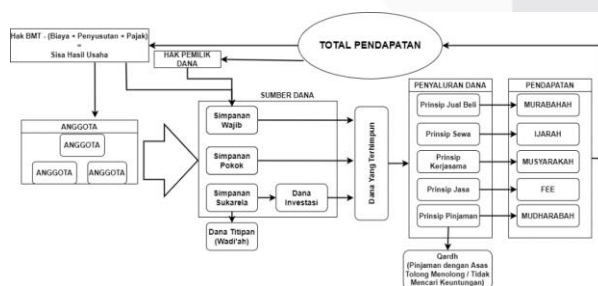 Hak BMT - (Biaya + Penyusutan + Pajak)
=
Sisa Hasil Usaha
HAK PEMILIK
DANA
TOTAL PENDAPATAN
ANGGOTA
ANGGOTA
ANGGOTA
ANGGOTA
SUMBER DANA
Simpanan
Wajib
Simpanan
Pokok
Simpanan
Sukarela
Dana
Investasi
Dana Titipan
(Wadi'ah)
Dana Yang Terhimpun
PENYALURAN DANA
Prinsip Jual Beli
Prinsip Sewa
Prinsip
Kerjasama
Prinsip Jasa
Prinsip Pinjaman
Qardh
(Pinjaman dengan Asas
Tolong Menolong / Tidak
Mencari Keuntungan)
PENDAPATAN
MURABAHAH
IJARAH
MUSYARAKAH
FEE
MUDHARABAH